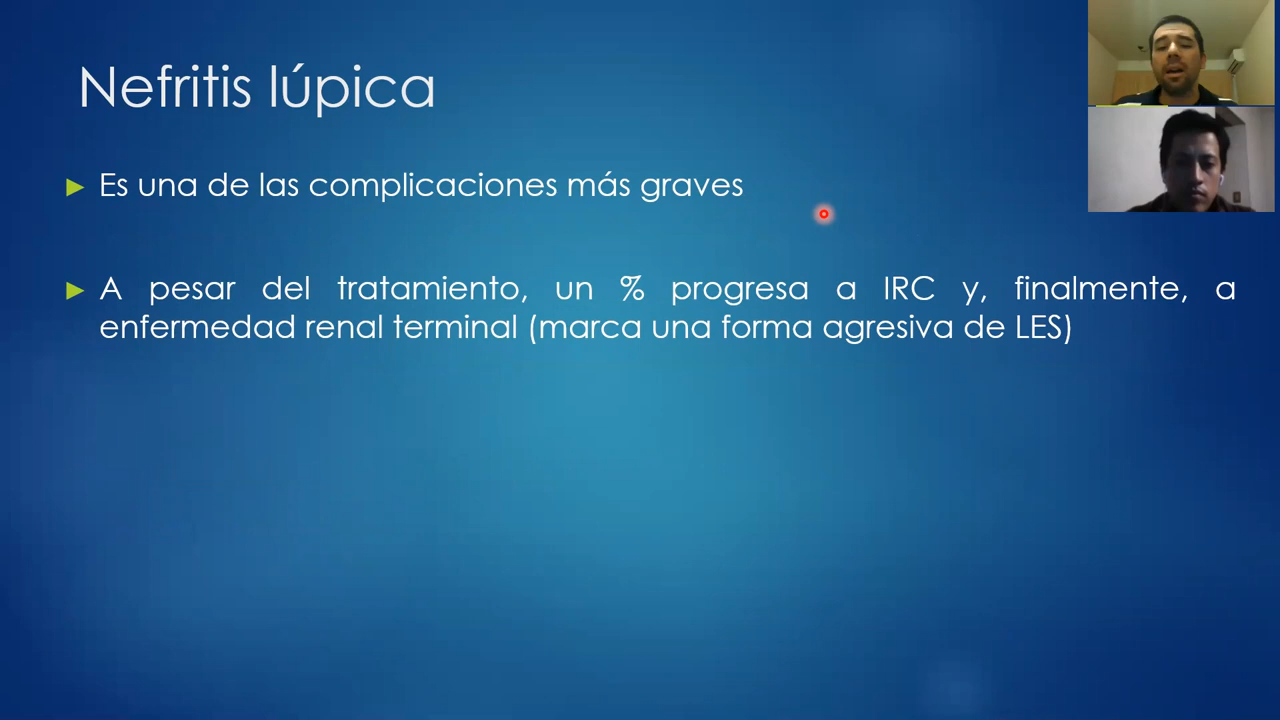 Nefritis lúpica
Es una de las complicaciones más graves
A pesar del tratamiento, un % progresa a IRC y, finalmente, a
enfermedad renal terminal (marca una forma agresiva de LES)